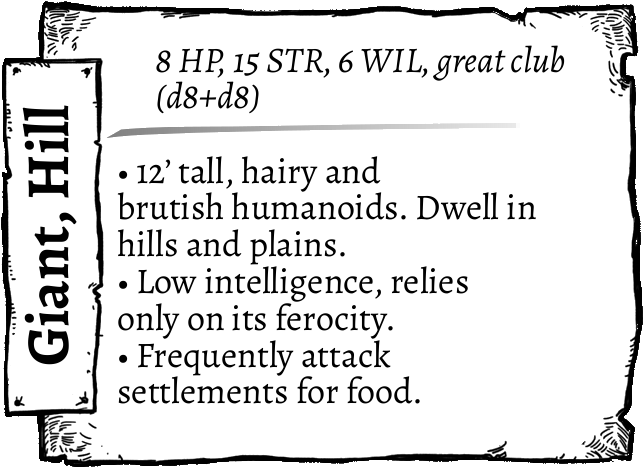 Giant, Hill
8 HP, 15 STR, 6 WIL, great club
(d8+d8)
• 12’ tall, hairy and
brutish humanoids. Dwell in
hills and plains.
• Low intelligence, relies
only on its ferocity.
• Frequently attack
settlements for food.